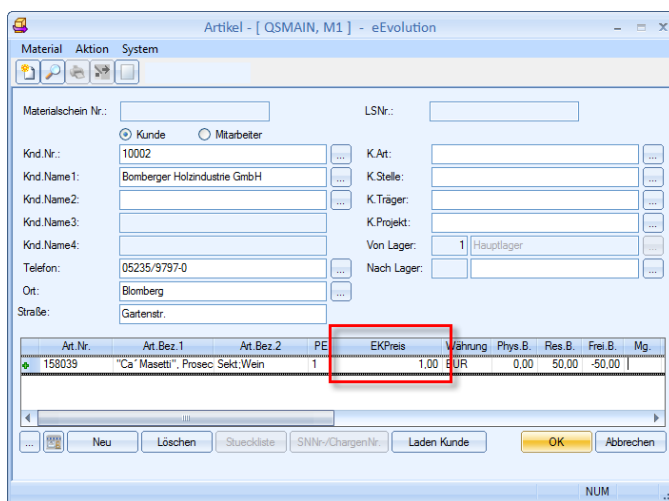 Artikel - [ QSMAIN, M1 ] - eEvolution
Material Aktion System
Materialschein Nr.: LSNr.:
Kunde Mitarbeiter
Knd.Nr.: 10002 ... K.Art: ...
Knd.Name1: Bomberger Holzindustrie GmbH ... K.Stelle: ...
Knd.Name2: ... K.Träger: ...
Knd.Name3: K.Projekt: ...
Knd.Name4: Von Lager: 1 Hauptlager ...
Telefon: 05235/9797-0 ... Nach Lager: ...
Ort: Blomberg ...
Straße: Gartenstr.
Art.Nr. Art.Bez.1 Art.Bez.2 PE EKPreis Währung Phys.B. Res.B. Frei.B. Mg.
158039 "Ca´Masetti", Prosec Sekt;Wein 1 1,00 EUR 0,00 50,00 -50,00
... Neu Löschen Stueckliste SNNr-/ChargenNr. Laden Kunde OK Abbrechen
NUM